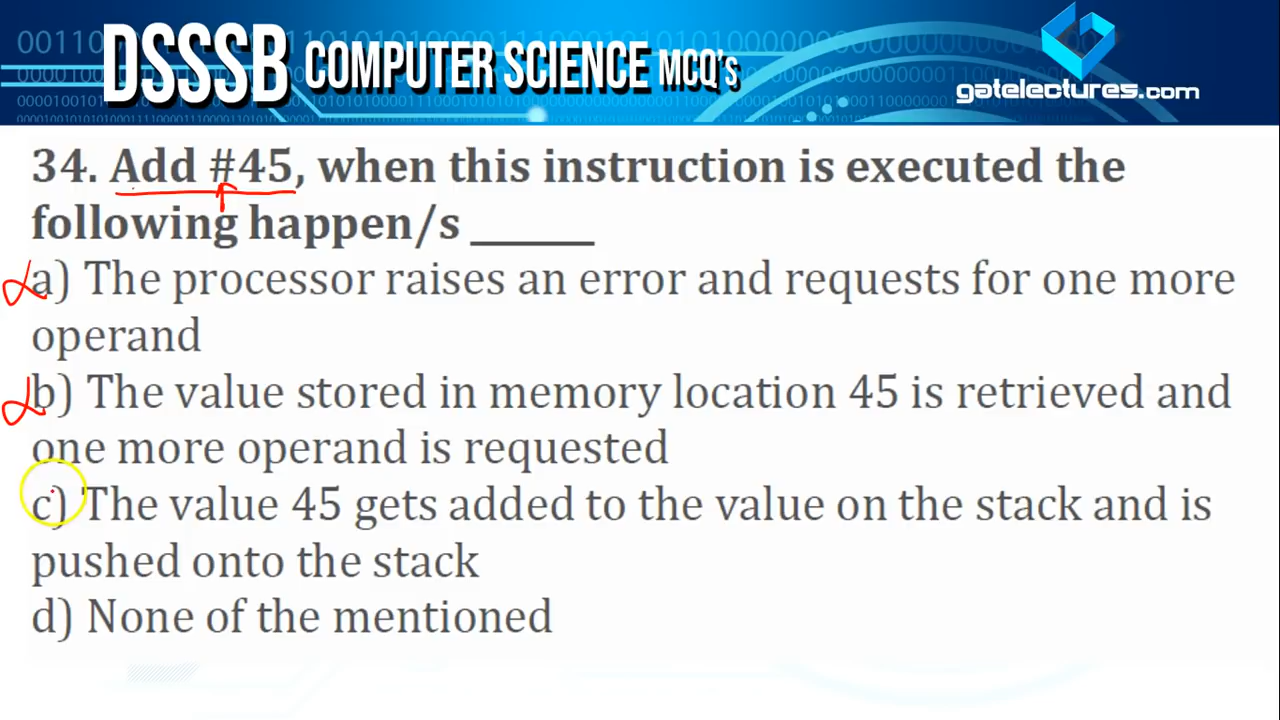 DSSSB COMPUTER SCIENCE MCQ's
gatelectures.com
34. Add #45, when this instruction is executed the
following happen/s ______
a) The processor raises an error and requests for one more
operand
b) The value stored in memory location 45 is retrieved and
one more operand is requested
c) The value 45 gets added to the value on the stack and is
pushed onto the stack
d) None of the mentioned